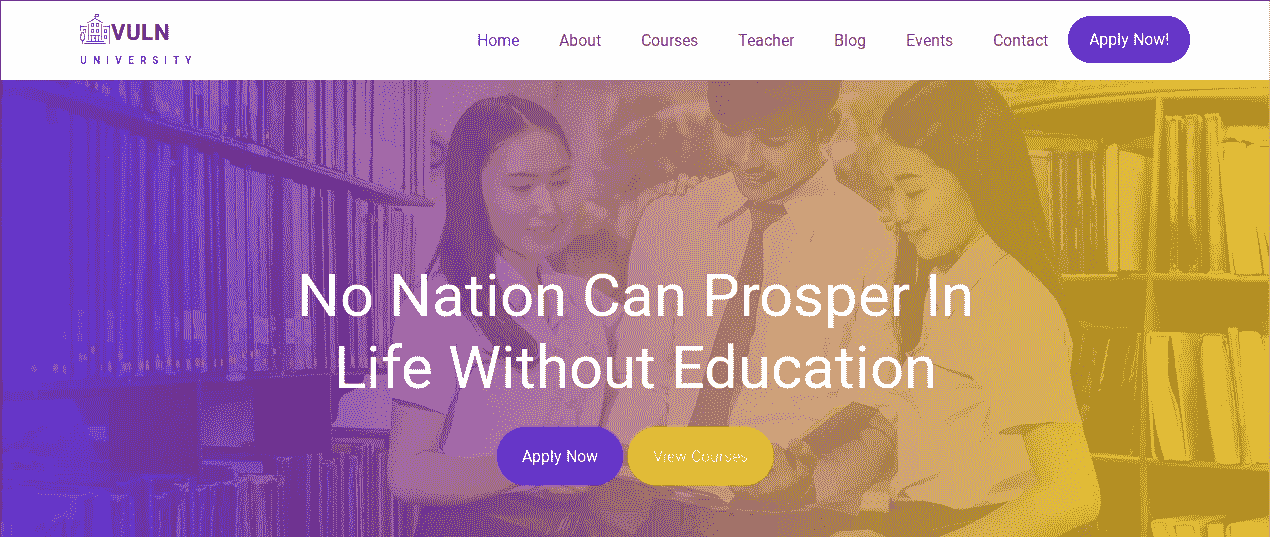 VULN
UNIVERSITY
Home About Courses Teacher Blog Events Contact Apply Now!
No Nation Can Prosper In
Life Without Education
Apply Now View Courses